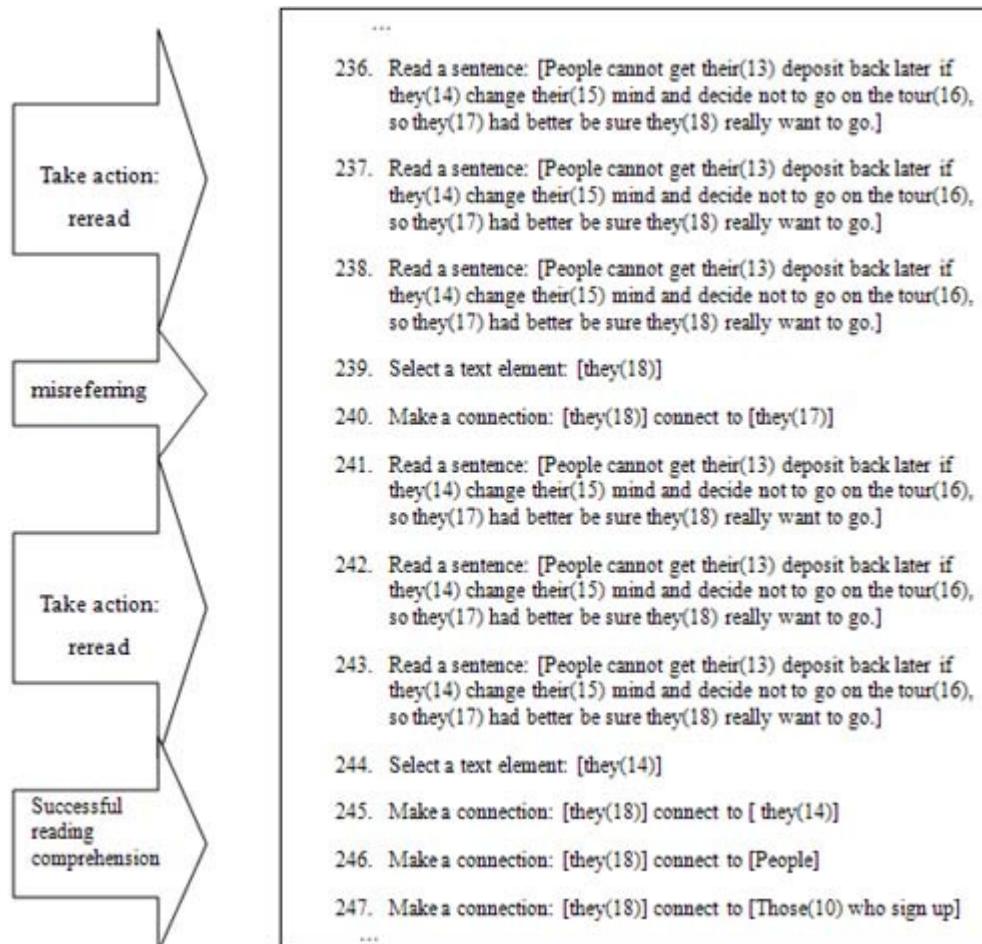 ...
236. Read a sentence: [People cannot get their(13) deposit back later if
they(14) change their(15) mind and decide not to go on the tour(16),
so they(17) had better be sure they(18) really want to go.]
Take action:
reread
237. Read a sentence: [People cannot get their(13) deposit back later if
they(14) change their(15) mind and decide not to go on the tour(16),
so they(17) had better be sure they(18) really want to go.]
238. Read a sentence: [People cannot get their(13) deposit back later if
they(14) change their(15) mind and decide not to go on the tour(16),
so they(17) had better be sure they(18) really want to go.]
misreferring
239. Select a text element: [they(18)]
240. Make a connection: [they(18)] connect to [they(17)]
Take action:
reread
241. Read a sentence: [People cannot get their(13) deposit back later if
they(14) change their(15) mind and decide not to go on the tour(16),
so they(17) had better be sure they(18) really want to go.]
242. Read a sentence: [People cannot get their(13) deposit back later if
they(14) change their(15) mind and decide not to go on the tour(16),
so they(17) had better be sure they(18) really want to go.]
243. Read a sentence: [People cannot get their(13) deposit back later if
they(14) change their(15) mind and decide not to go on the tour(16),
so they(17) had better be sure they(18) really want to go.]
Successful
reading
comprehension
244. Select a text element: [they(14)]
245. Make a connection: [they(18)] connect to [ they(14)]
246. Make a connection: [they(18)] connect to [People]
247. Make a connection: [they(18)] connect to [Those(10) who sign up]
...